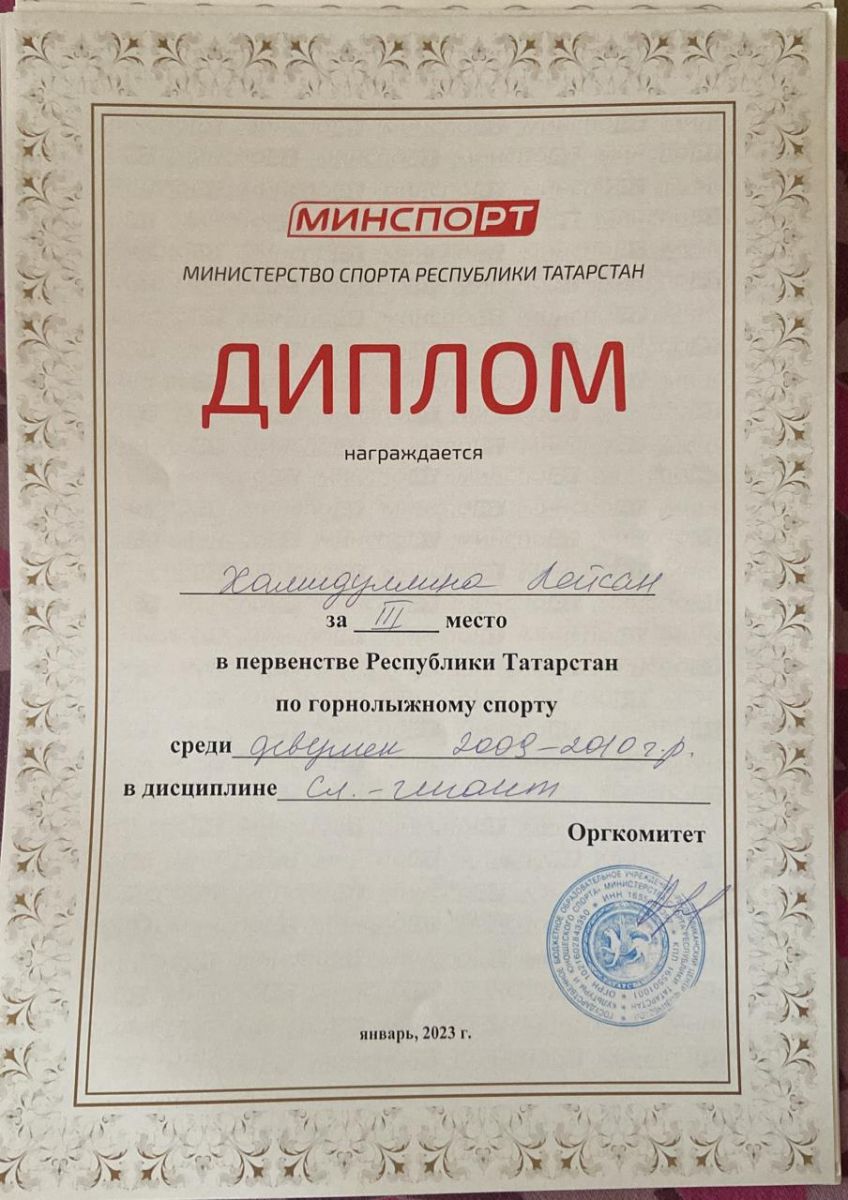 МИНСПОРТ
МИНИСТЕРСТВО СПОРТА РЕСПУБЛИКИ ТАТАРСТАН
ДИПЛОМ
награждается
Хамидуллина Лейсан
за III место
в первенстве Республики Татарстан
по горнолыжному спорту
среди девушек 2009-2010 г.р.
в дисциплине сл.-гигант
Оргкомитет
январь, 2023 г.